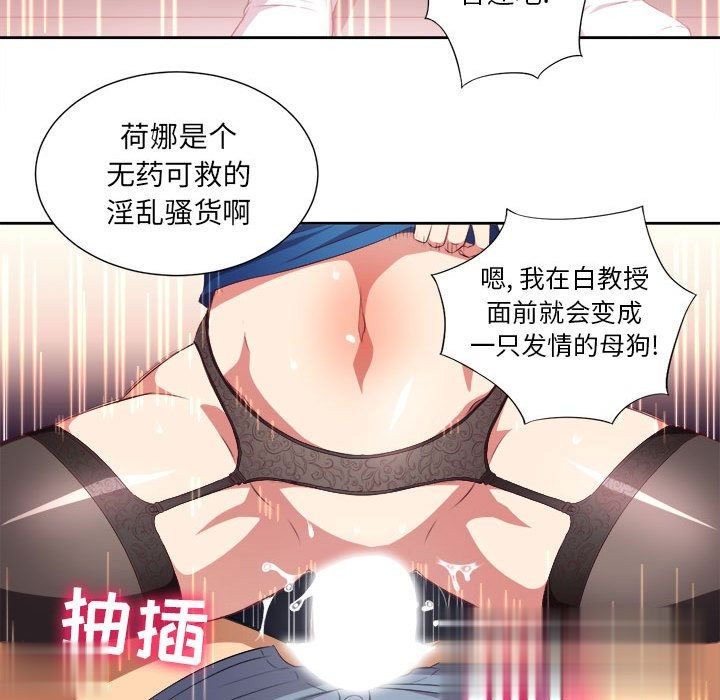 荷娜是个
无药可救的
淫乱骚货啊
嗯, 我在白教授
面前就会变成
一只发情的母狗!
抽插